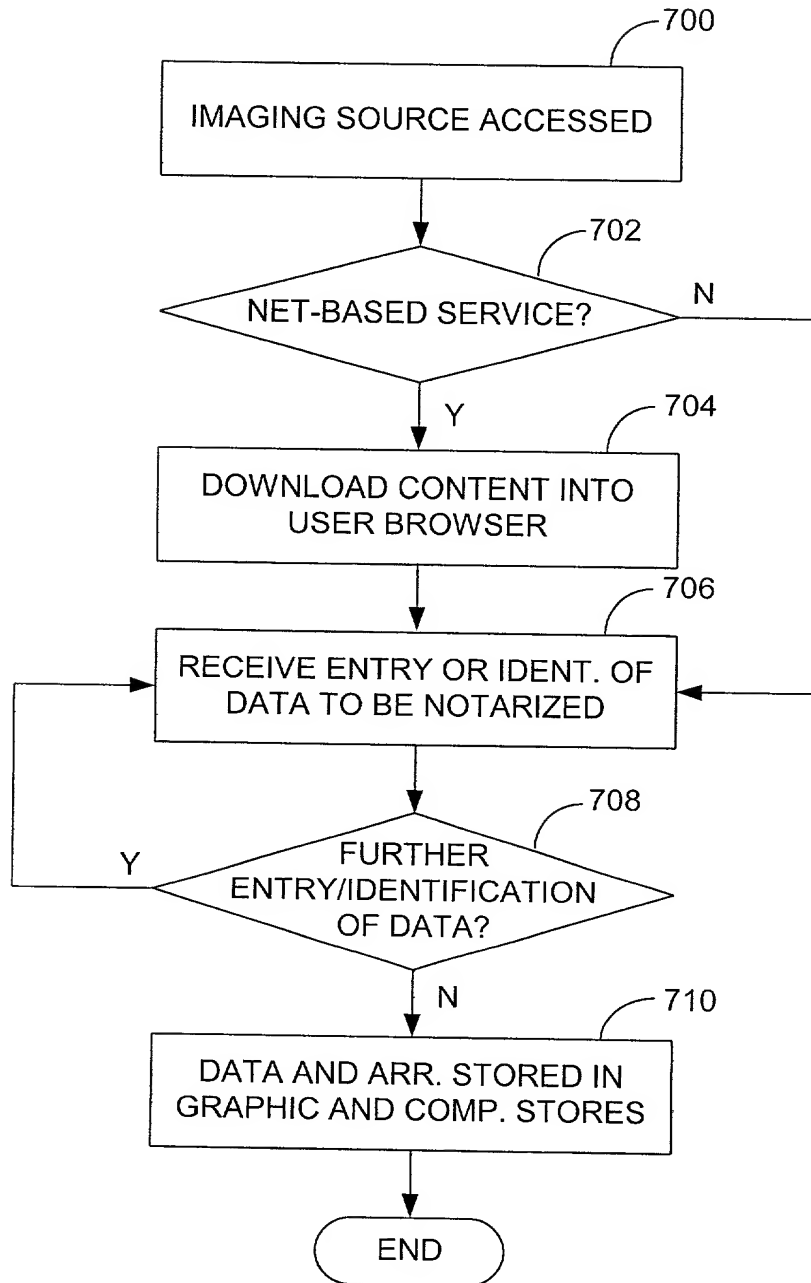 700
IMAGING SOURCE ACCESSED
702
NET-BASED SERVICE?
N
Y
704
DOWNLOAD CONTENT INTO
USER BROWSER
706
RECEIVE ENTRY OR IDENT. OF
DATA TO BE NOTARIZED
708
Y
FURTHER
ENTRY/IDENTIFICATION
OF DATA?
N
710
DATA AND ARR. STORED IN
GRAPHIC AND COMP. STORES
END